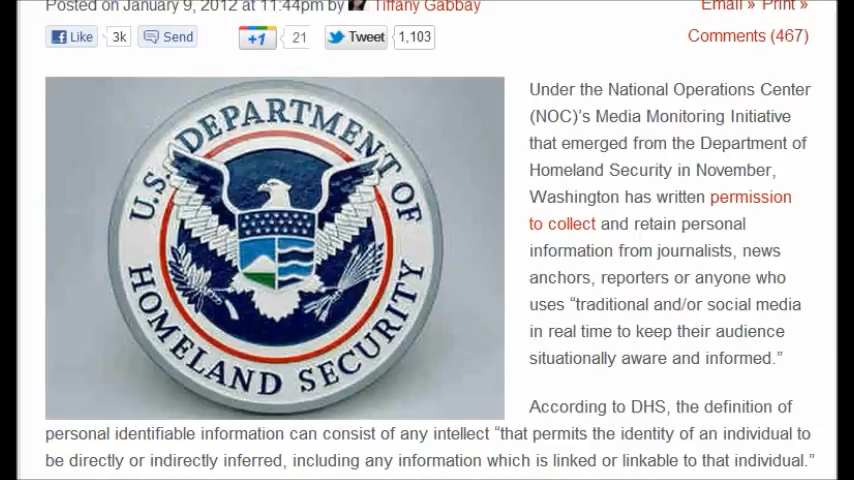 Posted on January 9, 2012 at 11:44pm by Tiffany Gabbay
Email » Print »
Like 3k Send +1 21 Tweet 1,103
Comments (467)
U.S. DEPARTMENT OF
HOMELAND SECURITY
Under the National Operations Center
(NOC)’s Media Monitoring Initiative
that emerged from the Department of
Homeland Security in November,
Washington has written permission
to collect and retain personal
information from journalists, news
anchors, reporters or anyone who
uses “traditional and/or social media
in real time to keep their audience
situationally aware and informed.”
According to DHS, the definition of
personal identifiable information can consist of any intellect “that permits the identity of an individual to
be directly or indirectly inferred, including any information which is linked or linkable to that individual.”